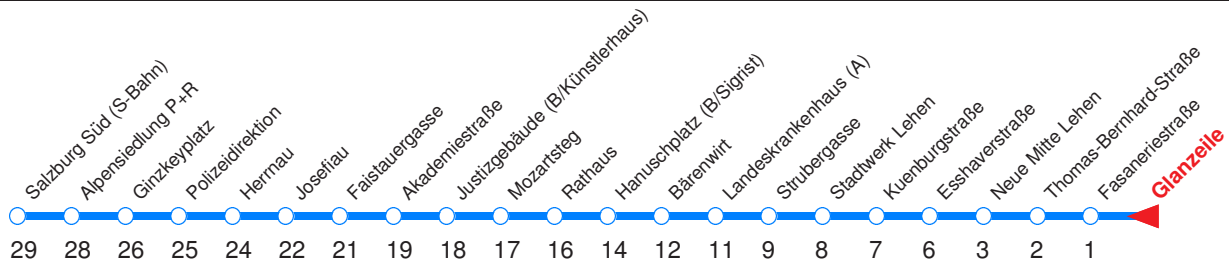 Salzburg Süd (S-Bahn)
Alpensiedlung P+R
Ginzkeyplatz
Polizeidirektion
Herrnau
Josefiau
Faistauergasse
Akademiestraße
Justizgebäude (B/Künstlerhaus)
Mozartsteg
Rathaus
Hanuschplatz (B/Sigrist)
Bärenwirt
Landeskrankenhaus (A)
Strubergasse
Stadtwerk Lehen
Kuenburgstraße
Esshaverstraße
Neue Mitte Lehen
Thomas-Bernhard-Straße
Fasaneriestraße
Glanzeile
29 28 26 25 24 22 21 19 18 17 16 14 12 11 9 8 7 6 3 2 1